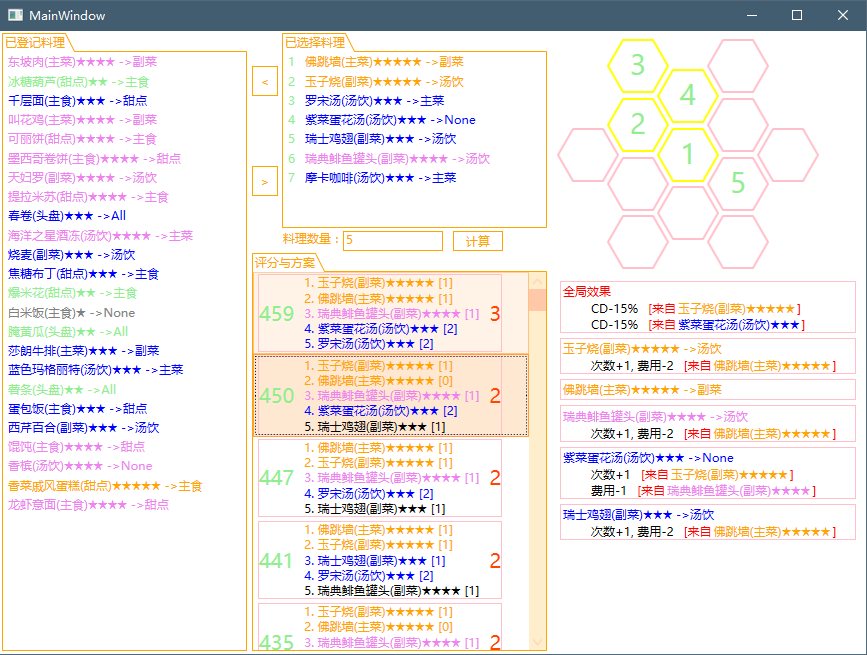 MainWindow
已登记料理
东坡肉(主菜)★★★★ ->副菜
冰糖葫芦(甜点)★★ ->主食
千层面(主食)★★★ ->甜点
叫花鸡(主菜)★★★★ ->副菜
可丽饼(甜点)★★★★ ->主食
墨西哥卷饼(主食)★★★★ ->甜点
天妇罗(副菜)★★★★ ->汤饮
提拉米苏(甜点)★★★★ ->主食
春卷(头盘)★★★ ->All
海洋之星酒冻(汤饮)★★★★ ->主菜
烧麦(副菜)★★★ ->汤饮
焦糖布丁(甜点)★★★ ->主食
爆米花(甜点)★★ ->主食
白米饭(主食)★ ->None
腌黄瓜(头盘)★★ ->All
莎朗牛排(主菜)★★★ ->副菜
蓝色玛格丽特(汤饮)★★★ ->主菜
薯条(头盘)★★ ->All
蛋包饭(主食)★★★ ->甜点
西芹百合(副菜)★★★ ->汤饮
馄饨(主食)★★★★ ->甜点
香槟(汤饮)★★★★ ->None
香菜戚风蛋糕(甜点)★★★★★ ->主食
龙虾意面(主食)★★★★ ->甜点
<
>
已选择料理
1 佛跳墙(主菜)★★★★★ ->副菜
2 玉子烧(副菜)★★★★★ ->汤饮
3 罗宋汤(汤饮)★★★ ->主菜
4 紫菜蛋花汤(汤饮)★★★ ->None
5 瑞士鸡翅(副菜)★★★ ->汤饮
6 瑞典鲱鱼罐头(副菜)★★★★ ->汤饮
7 摩卡咖啡(汤饮)★★★ ->主菜
料理数量：5 计算
评分与方案
459
1. 玉子烧(副菜)★★★★★ [1]
2. 佛跳墙(主菜)★★★★★ [1]
3. 瑞典鲱鱼罐头(副菜)★★★★ [1]
4. 紫菜蛋花汤(汤饮)★★★ [2]
5. 罗宋汤(汤饮)★★★ [2]
3
450
1. 玉子烧(副菜)★★★★★ [1]
2. 佛跳墙(主菜)★★★★★ [0]
3. 瑞典鲱鱼罐头(副菜)★★★★ [1]
4. 紫菜蛋花汤(汤饮)★★★ [2]
5. 瑞士鸡翅(副菜)★★★ [1]
2
447
1. 佛跳墙(主菜)★★★★★ [1]
2. 玉子烧(副菜)★★★★★ [1]
3. 瑞典鲱鱼罐头(副菜)★★★★ [1]
4. 罗宋汤(汤饮)★★★ [2]
5. 瑞士鸡翅(副菜)★★★ [1]
2
441
1. 佛跳墙(主菜)★★★★★ [1]
2. 玉子烧(副菜)★★★★★ [1]
3. 瑞士鸡翅(副菜)★★★ [1]
4. 罗宋汤(汤饮)★★★ [2]
5. 瑞典鲱鱼罐头(副菜)★★★★ [1]
2
435
1. 玉子烧(副菜)★★★★★ [1]
2. 佛跳墙(主菜)★★★★★ [0]
3. 瑞典鲱鱼罐头(副菜)★★★★ [1]
2
3
4
2
1
5
全局效果
CD-15% [来自 玉子烧(副菜)★★★★★]
CD-15% [来自 紫菜蛋花汤(汤饮)★★★]
玉子烧(副菜)★★★★★ ->汤饮
次数+1, 费用-2 [来自 佛跳墙(主菜)★★★★★]
佛跳墙(主菜)★★★★★ ->副菜
瑞典鲱鱼罐头(副菜)★★★★ ->汤饮
次数+1, 费用-2 [来自 佛跳墙(主菜)★★★★★]
紫菜蛋花汤(汤饮)★★★ ->None
次数+1 [来自 玉子烧(副菜)★★★★★]
费用-1 [来自 瑞典鲱鱼罐头(副菜)★★★★]
瑞士鸡翅(副菜)★★★ ->汤饮
次数+1, 费用-2 [来自 佛跳墙(主菜)★★★★★]